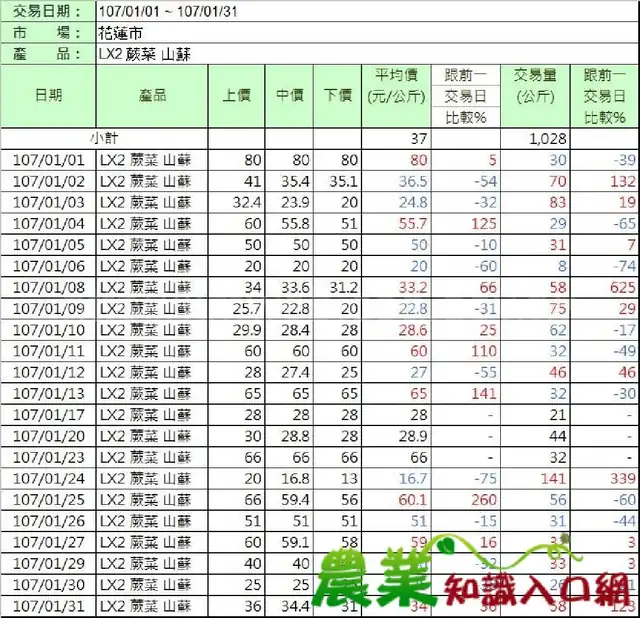 交易日期： 107/01/01 ~ 107/01/31
市 場： 花蓮市
產 品： LX2 蕨菜 山蘇
日期 產品 上價 中價 下價 平均價 (元/公斤) 跟前一 交易日 比較% 交易量 (公斤) 跟前一 交易日 比較%
小計 37 1,028
107/01/01 LX2 蕨菜 山蘇 80 80 80 80 5 30 -39
107/01/02 LX2 蕨菜 山蘇 41 35.4 35.1 36.5 -54 70 132
107/01/03 LX2 蕨菜 山蘇 32.4 23.9 20 24.8 -32 83 19
107/01/04 LX2 蕨菜 山蘇 60 55.8 51 55.7 125 29 -65
107/01/05 LX2 蕨菜 山蘇 50 50 50 50 -10 31 7
107/01/06 LX2 蕨菜 山蘇 20 20 20 20 -60 8 -74
107/01/08 LX2 蕨菜 山蘇 34 33.6 31.2 33.2 66 58 625
107/01/09 LX2 蕨菜 山蘇 25.7 22.8 20 22.8 -31 75 29
107/01/10 LX2 蕨菜 山蘇 29.9 28.4 28 28.6 25 62 -17
107/01/11 LX2 蕨菜 山蘇 60 60 60 60 110 32 -49
107/01/12 LX2 蕨菜 山蘇 28 27.4 25 27 -55 46 46
107/01/13 LX2 蕨菜 山蘇 65 65 65 65 141 32 -30
107/01/17 LX2 蕨菜 山蘇 28 28 28 28 - 21 -
107/01/20 LX2 蕨菜 山蘇 30 28.8 28 28.9 - 44 -
107/01/23 LX2 蕨菜 山蘇 66 66 66 66 - 32 -
107/01/24 LX2 蕨菜 山蘇 20 16.8 13 16.7 -75 141 339
107/01/25 LX2 蕨菜 山蘇 66 59.4 56 60.1 260 56 -60
107/01/26 LX2 蕨菜 山蘇 51 51 51 51 -15 31 -44
107/01/27 LX2 蕨菜 山蘇 60 59.1 58 59 16 3
107/01/29 LX2 蕨菜 山蘇 40 40 33 3
107/01/30 LX2 蕨菜 山蘇 25 25
107/01/31 LX2 蕨菜 山蘇 36 34.4 31 34 58
農業知識入口網